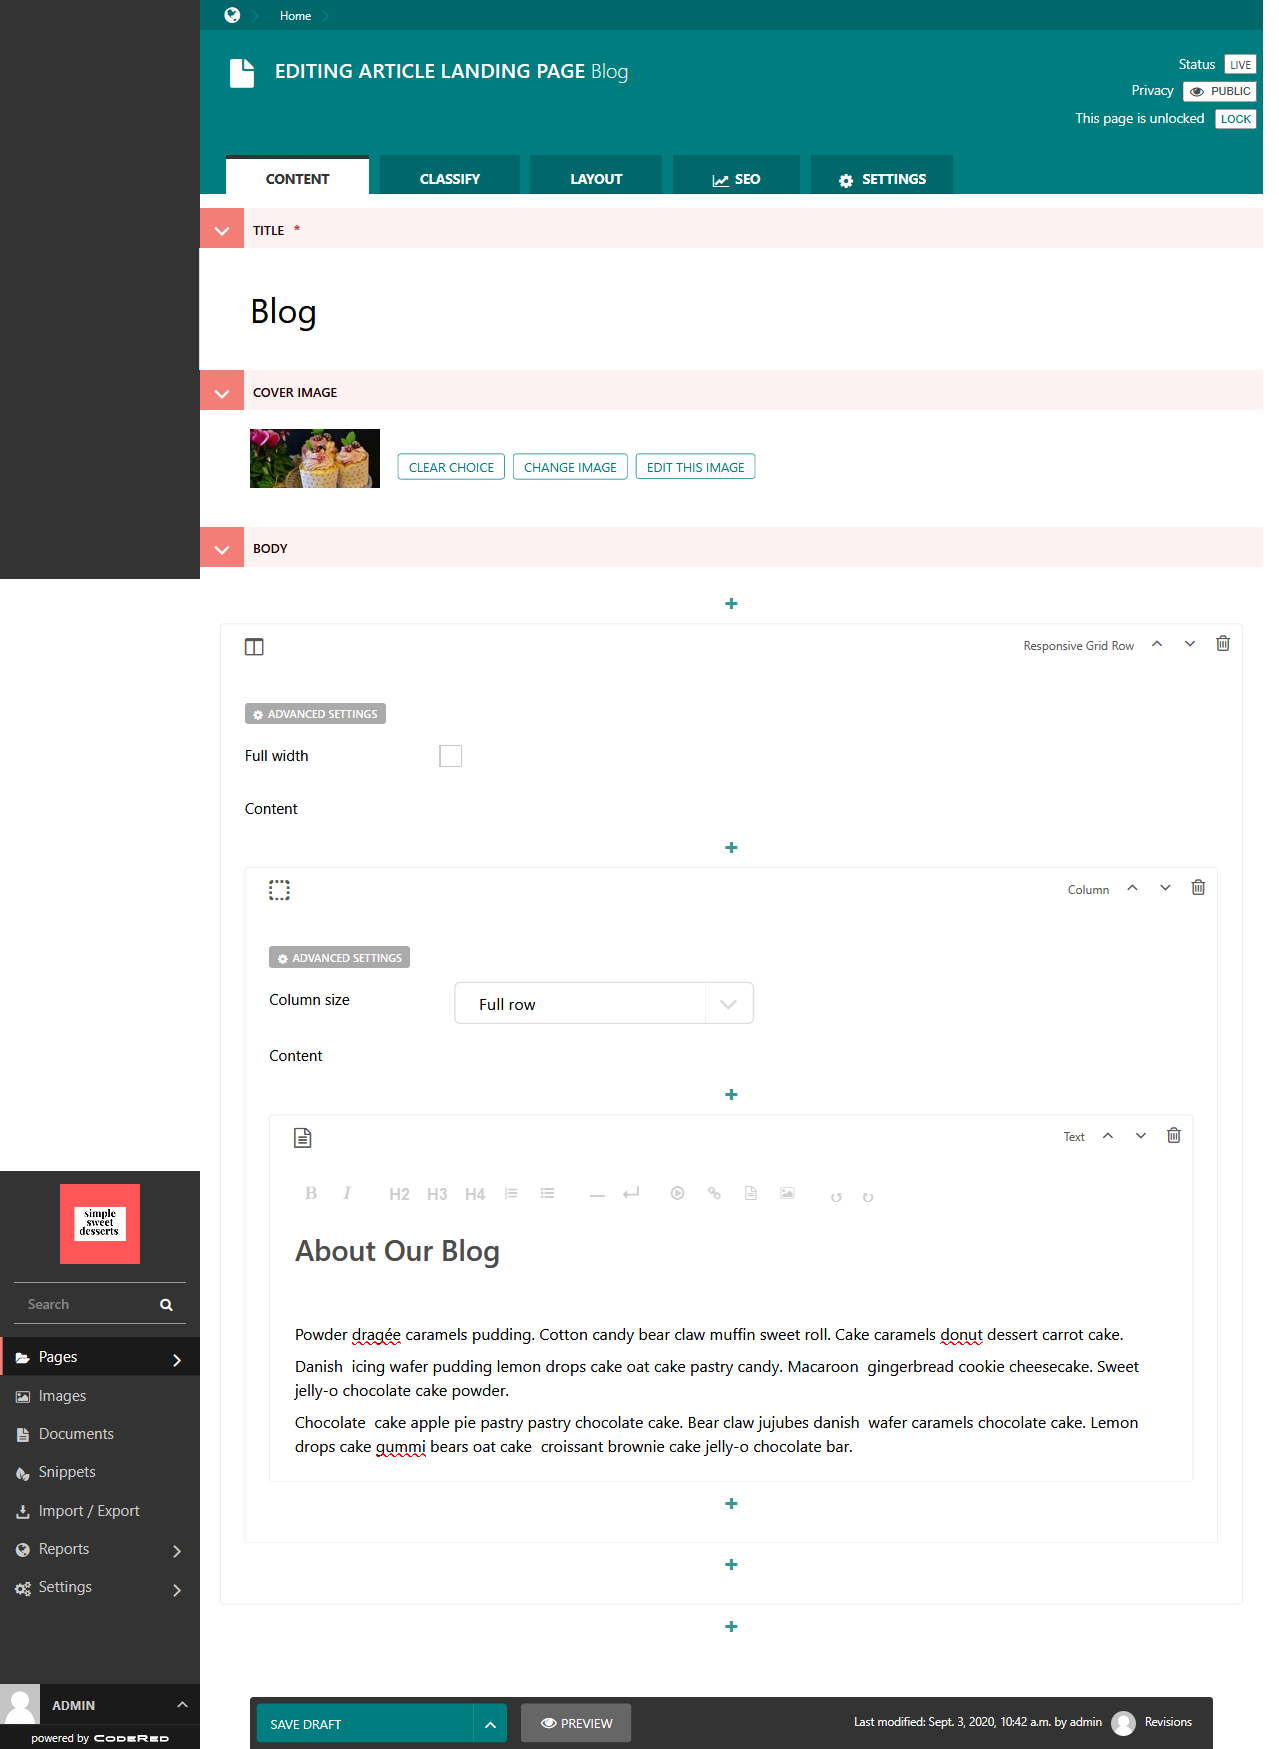 Home
EDITING ARTICLE LANDING PAGE Blog
Status LIVE
Privacy PUBLIC
This page is unlocked LOCK
CONTENT CLASSIFY LAYOUT SEO SETTINGS
TITLE *
Blog
COVER IMAGE
CLEAR CHOICE CHANGE IMAGE EDIT THIS IMAGE
BODY
Responsive Grid Row
ADVANCED SETTINGS
Full width
Content
Column
ADVANCED SETTINGS
Column size Full row
Content
Text
B I H2 H3 H4
About Our Blog
Powder dragée caramels pudding. Cotton candy bear claw muffin sweet roll. Cake caramels donut dessert carrot cake.
Danish icing wafer pudding lemon drops cake oat cake pastry candy. Macaroon gingerbread cookie cheesecake. Sweet
jelly-o chocolate cake powder.
Chocolate cake apple pie pastry pastry chocolate cake. Bear claw jujubes danish wafer caramels chocolate cake. Lemon
drops cake gummi bears oat cake croissant brownie cake jelly-o chocolate bar.
simple
sweet
desserts
Search
Pages
Images
Documents
Snippets
Import / Export
Reports
Settings
ADMIN
powered by CODERED
SAVE DRAFT PREVIEW Last modified: Sept. 3, 2020, 10:42 a.m. by admin Revisions